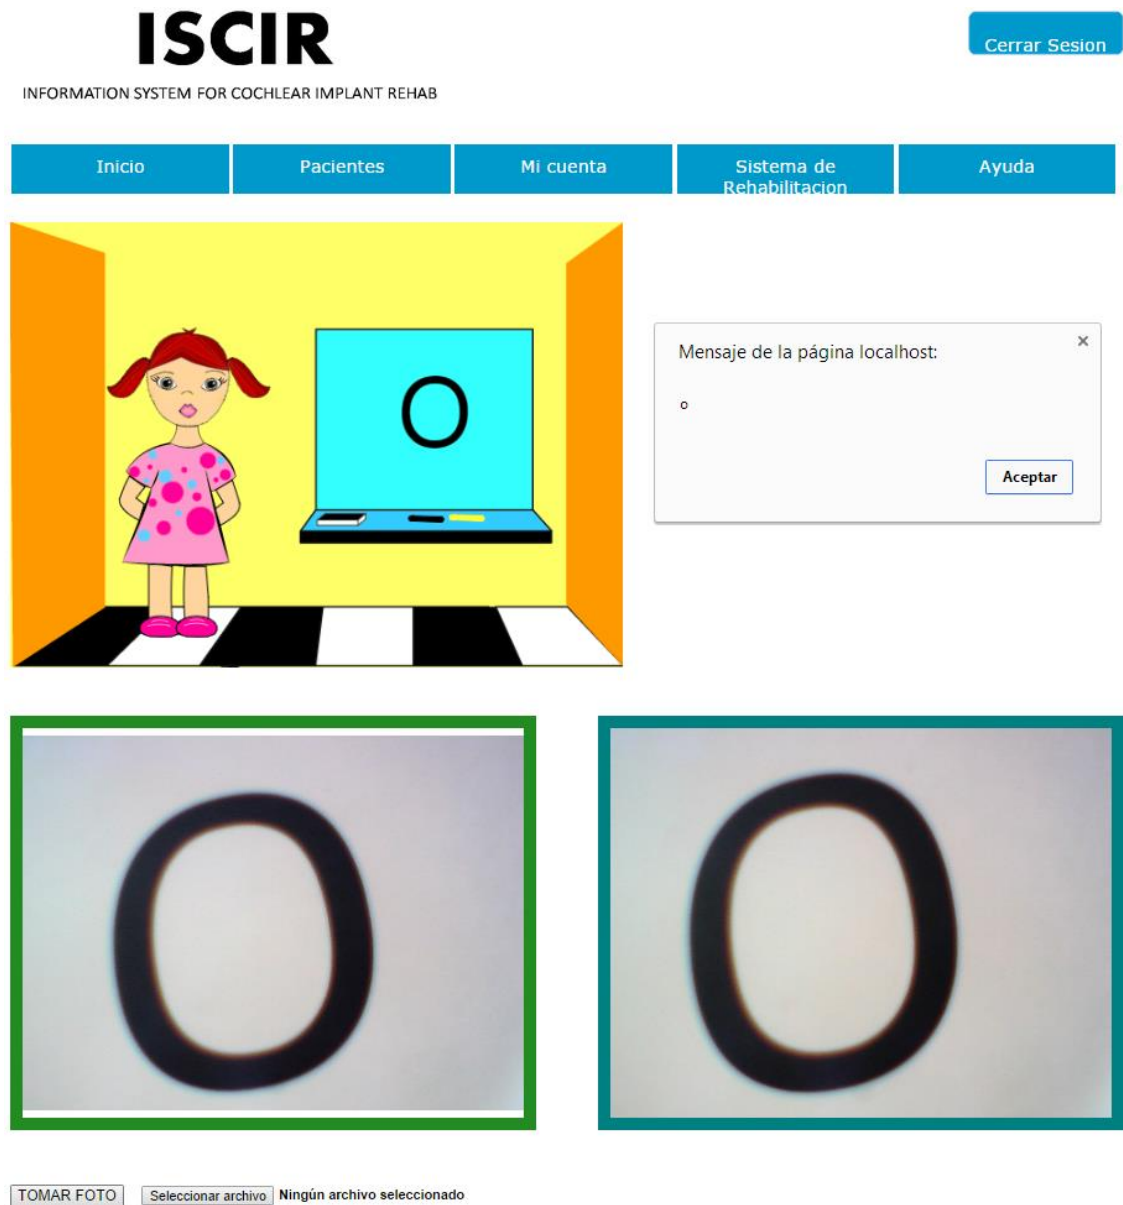 ISCIR
Cerrar Sesion
INFORMATION SYSTEM FOR COCHLEAR IMPLANT REHAB
Inicio
Pacientes
Mi cuenta
Sistema de
Rehabilitacion
Ayuda
O
Mensaje de la página localhost:
×
o
Aceptar
O
O
TOMAR FOTO
Seleccionar archivo
Ningún archivo seleccionado